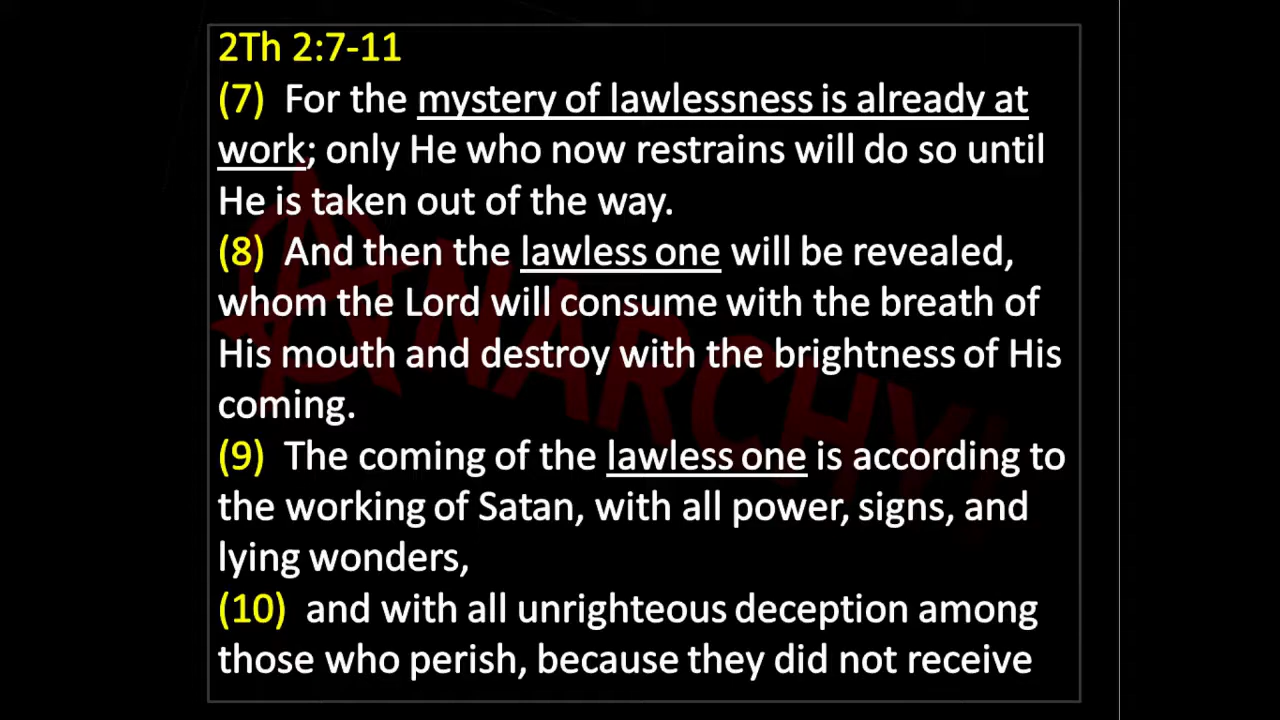 2Th 2:7-11
(7) For the mystery of lawlessness is already at
work; only He who now restrains will do so until
He is taken out of the way.
(8) And then the lawless one will be revealed,
whom the Lord will consume with the breath of
His mouth and destroy with the brightness of His
coming.
(9) The coming of the lawless one is according to
the working of Satan, with all power, signs, and
lying wonders,
(10) and with all unrighteous deception among
those who perish, because they did not receive
ANARCHY!